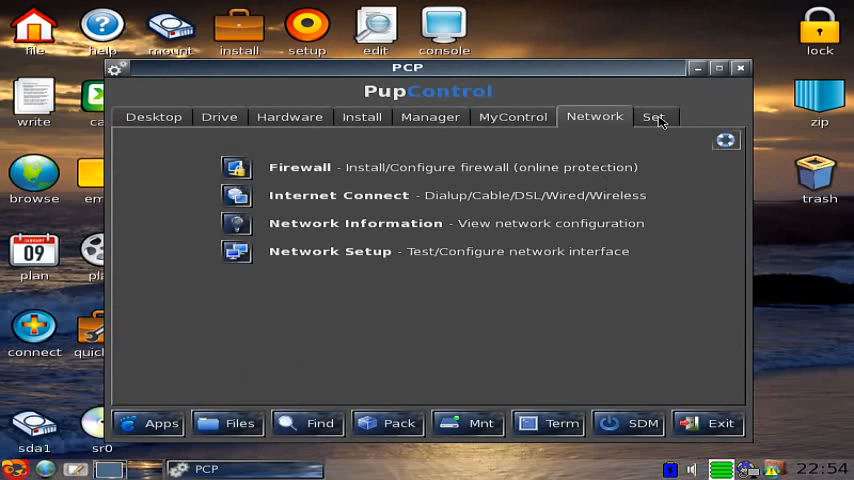 file
help
mount
install
setup
edit
console
lock
PCP
PupControl
Desktop
Drive
Hardware
Install
Manager
MyControl
Network
Set
write
zip
Firewall - Install/Configure firewall (online protection)
Internet Connect - Dialup/Cable/DSL/Wired/Wireless
Network Information - View network configuration
Network Setup - Test/Configure network interface
browse
em
trash
JANUARY
09
plan
connect
quic
Apps
Files
Find
Pack
Mnt
Term
SDM
Exit
sda1
sr0
PCP
22:54